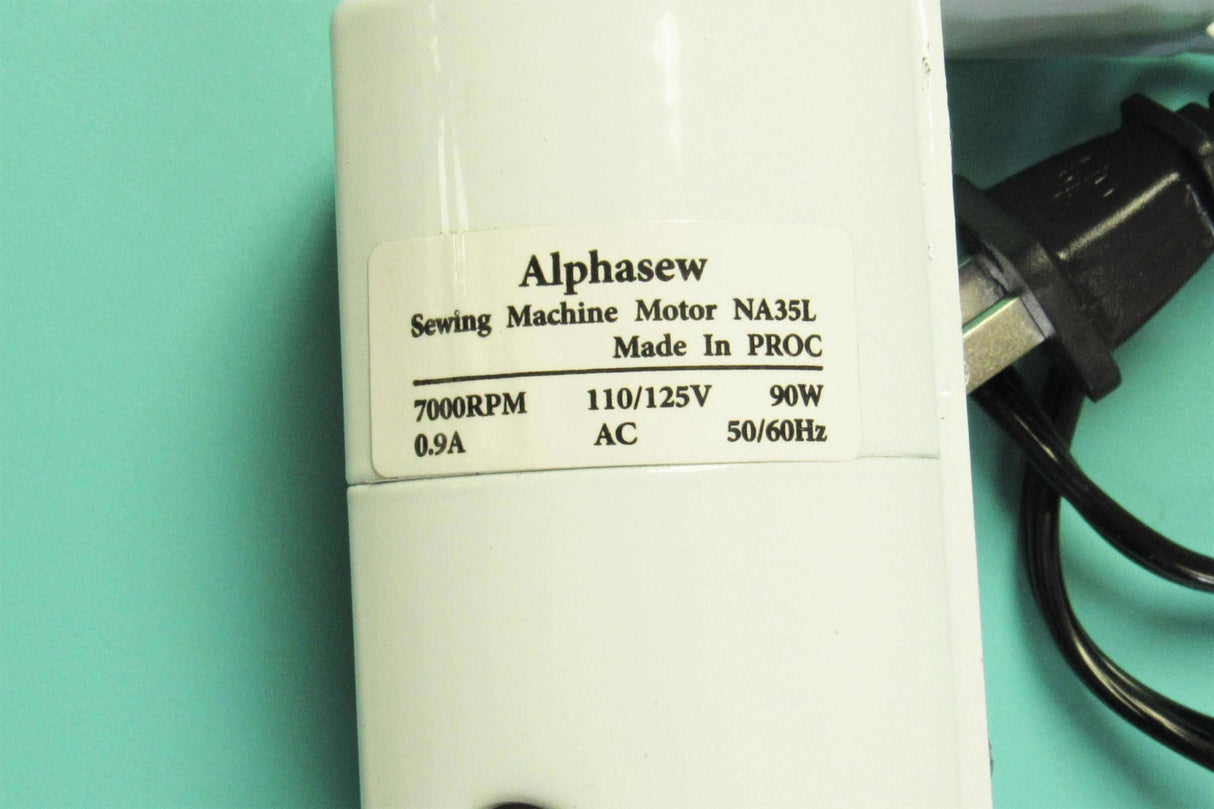 Alphasew
Sewing Machine Motor NA35L
Made In PROC
7000RPM 110/125V 90W
0.9A AC 50/60Hz